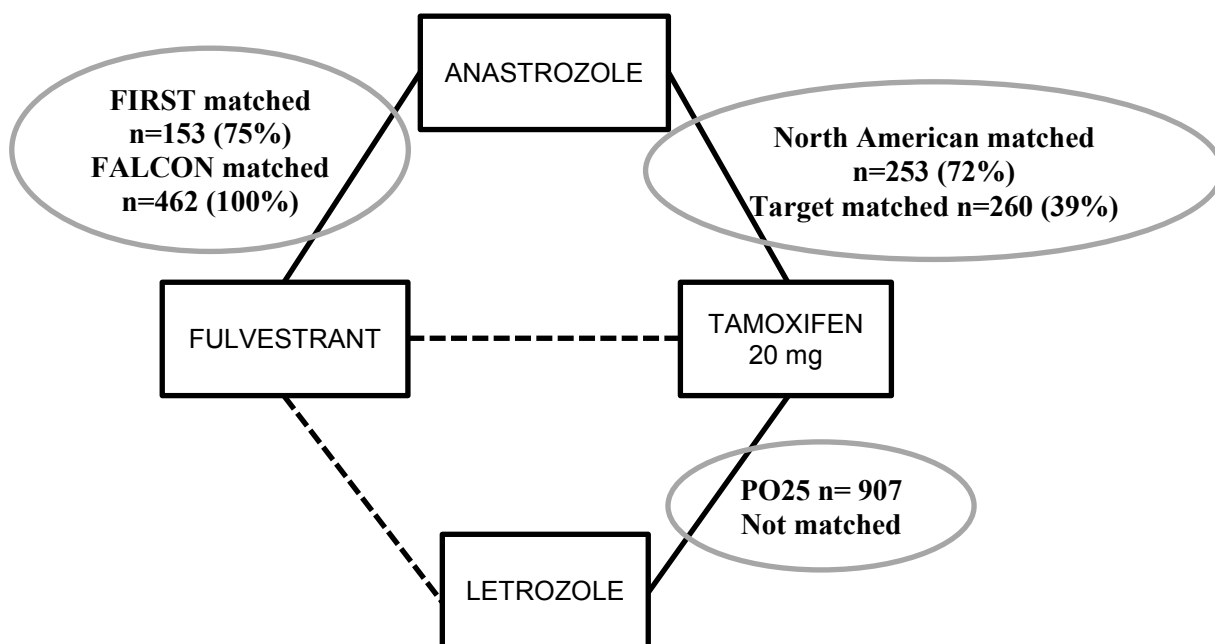 ANASTROZOLE
FIRST matched
n=153 (75%)
FALCON matched
n=462 (100%)
North American matched
n=253 (72%)
Target matched n=260 (39%)
FULVESTRANT
TAMOXIFEN
20 mg
PO25 n= 907
Not matched
LETROZOLE